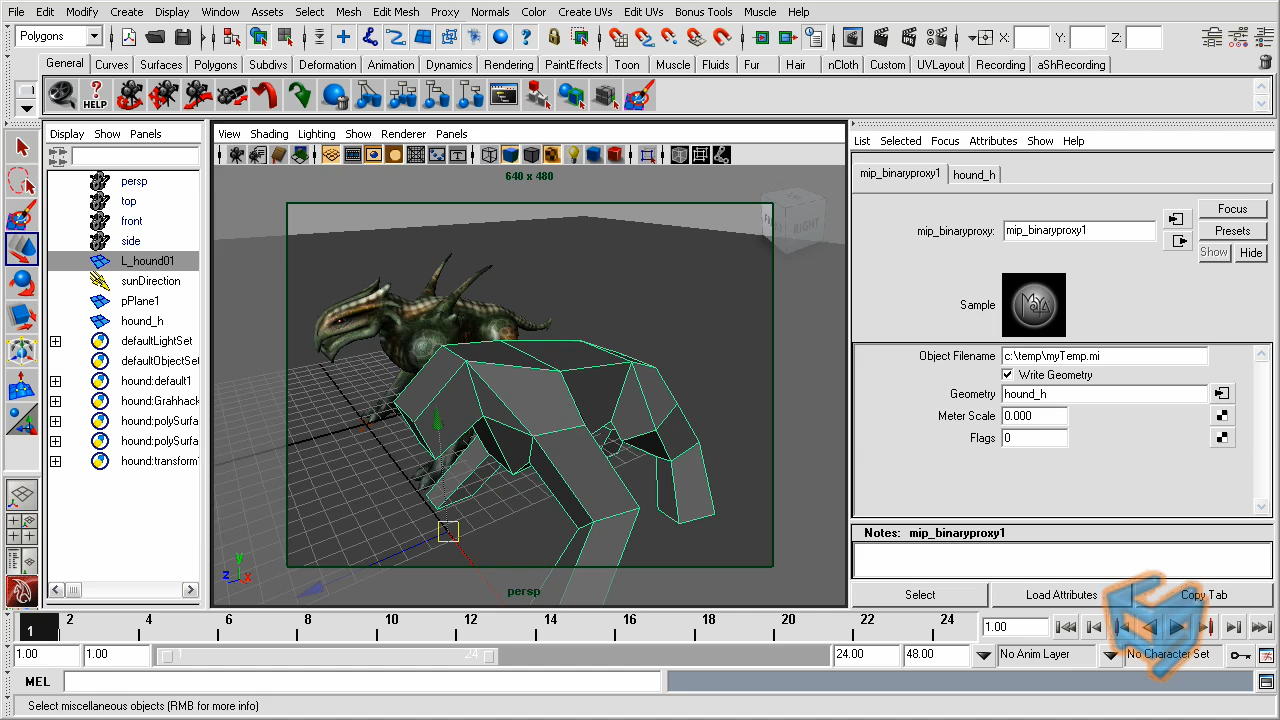 File Edit Modify Create Display Window Assets Select Mesh Edit Mesh Proxy Normals Color Create UVs Edit UVs Bonus Tools Muscle Help
Polygons X: Y: Z:
General Curves Surfaces Polygons Subdivs Deformation Animation Dynamics Rendering PaintEffects Toon Muscle Fluids Fur Hair nCloth Custom UVLayout Recording aShRecording
HELP
Display Show Panels
persp
top
front
side
L_hound01
sunDirection
pPlane1
hound_h
defaultLightSet
defaultObjectSet
hound:default1
hound:Grahhack
hound:polySurfa
hound:polySurfa
hound:transform
View Shading Lighting Show Renderer Panels
640 x 480
RIGHT
y
z x
persp
List Selected Focus Attributes Show Help
mip_binaryproxy1 hound_h
Focus
mip_binaryproxy: mip_binaryproxy1
Presets
Show Hide
Sample
Object Filename c:\temp\myTemp.mi
Write Geometry
Geometry hound_h
Meter Scale 0.000
Flags 0
Notes: mip_binaryproxy1
Select Load Attributes Copy Tab
1 2 4 6 8 10 12 14 16 18 20 22 24 1.00
1.00 1.00 24 24.00 48.00 No Anim Layer No Character Set
MEL
Select miscellaneous objects (RMB for more info)